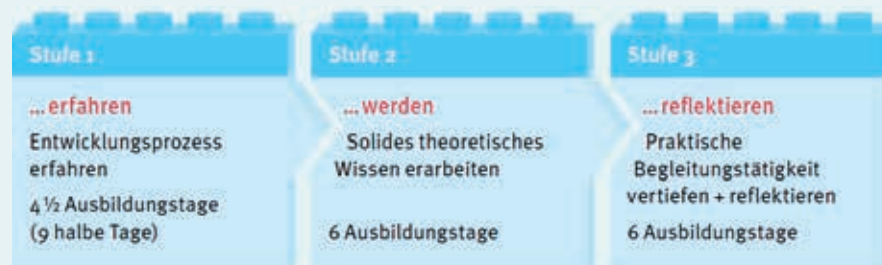 Stufe 1
...erfahren
Entwicklungsprozess
erfahren
4 ½ Ausbildungstage
(9 halbe Tage)
Stufe 2
...werden
Solides theoretisches
Wissen erarbeiten
6 Ausbildungstage
Stufe 3
...reflektieren
Praktische
Begleitungstätigkeit
vertiefen + reflektieren
6 Ausbildungstage